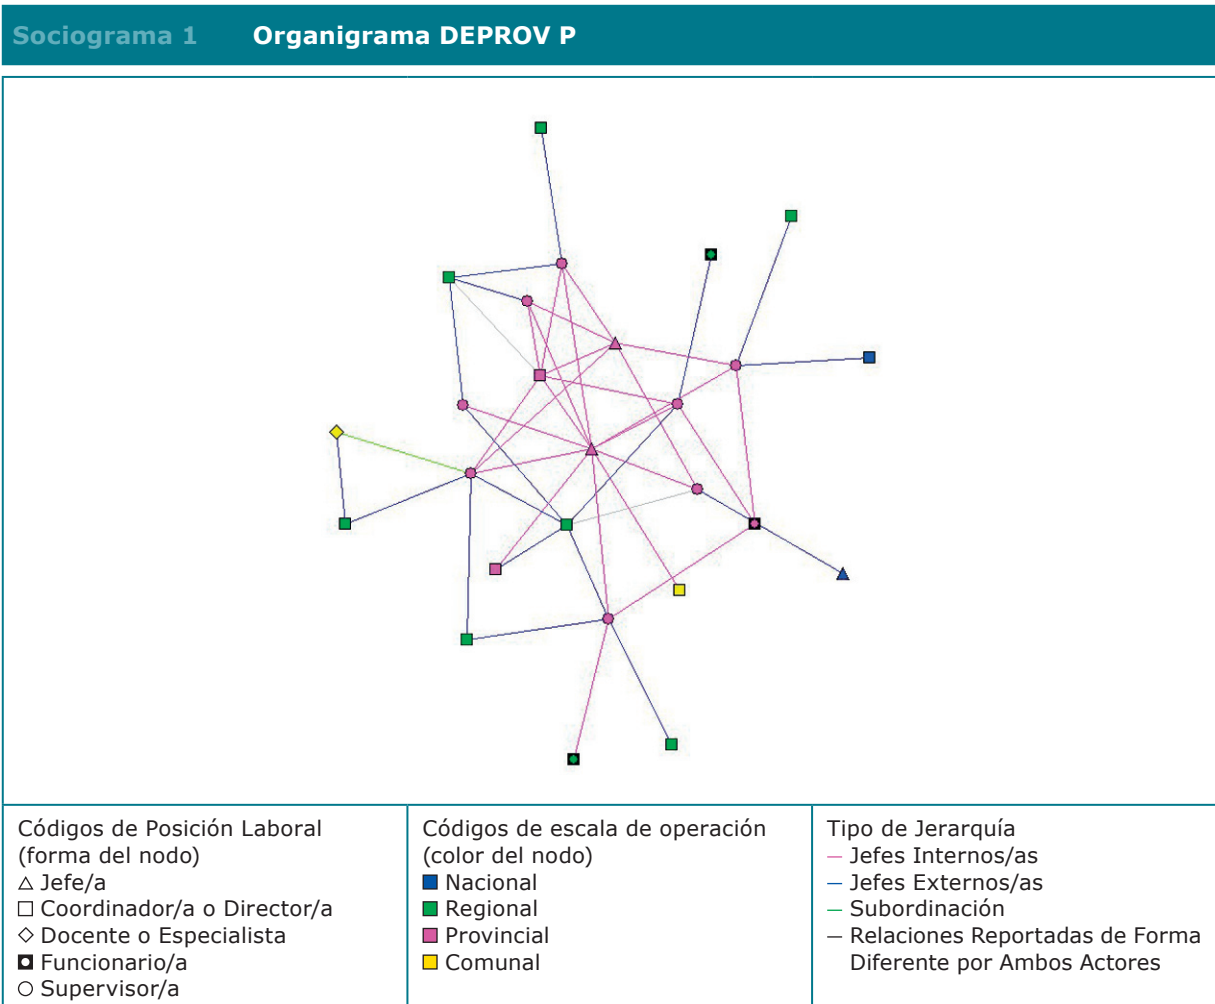 Sociograma 1 Organigrama DEPROV P
Códigos de Posición Laboral
(forma del nodo)
Jefe/a
Coordinador/a o Director/a
Docente o Especialista
Funcionario/a
Supervisor/a
Códigos de escala de operación
(color del nodo)
Nacional
Regional
Provincial
Comunal
Tipo de Jerarquía
Jefes Internos/as
Jefes Externos/as
Subordinación
Relaciones Reportadas de Forma
Diferente por Ambos Actores